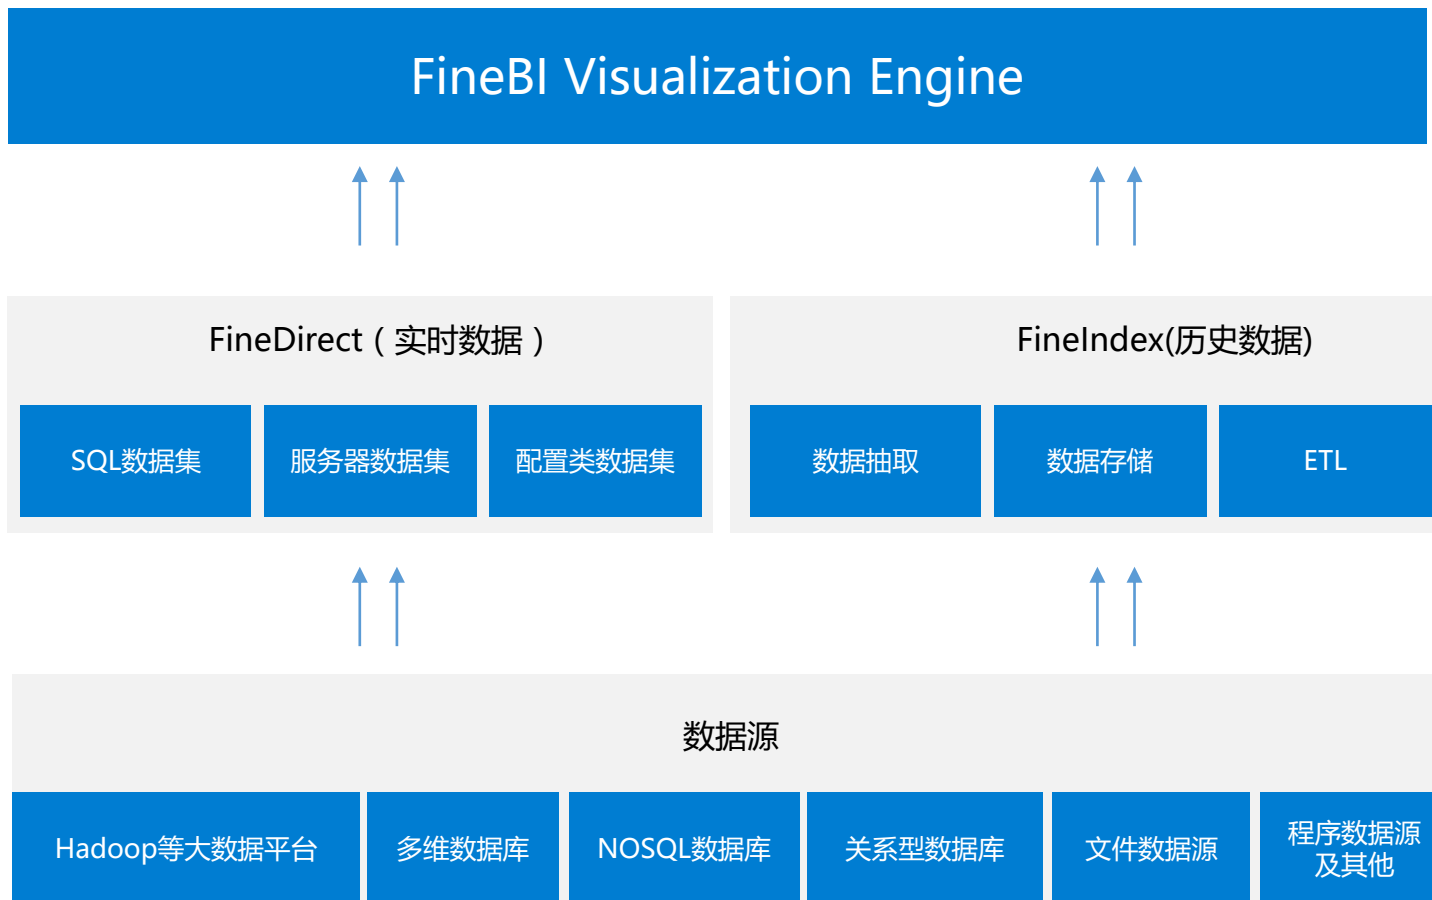 FineBI Visualization Engine
FineDirect（实时数据）
FineIndex(历史数据)
SQL数据集
服务器数据集
配置类数据集
数据抽取
数据存储
ETL
数据源
Hadoop等大数据平台
多维数据库
NOSQL数据库
关系型数据库
文件数据源
程序数据源
及其他